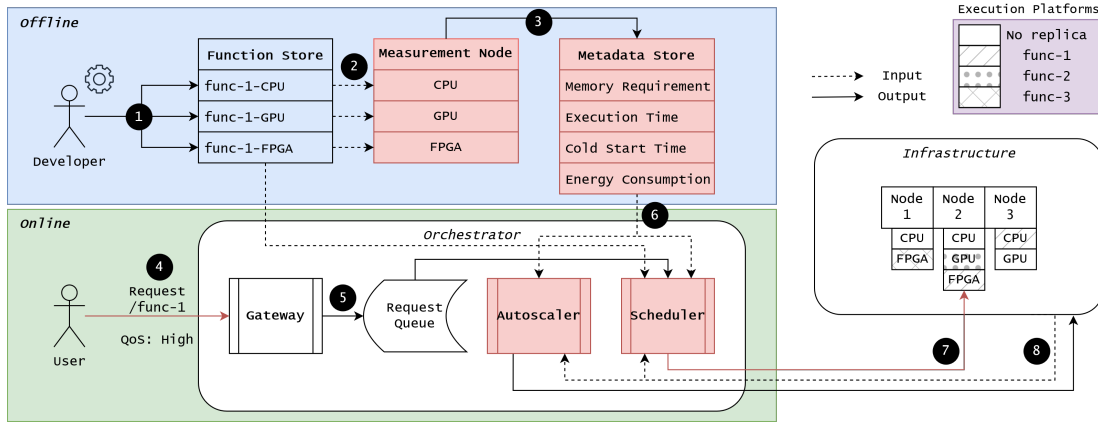 Offline
Developer
1
Function Store
func-1-CPU
func-1-GPU
func-1-FPGA
2
Measurement Node
CPU
GPU
FPGA
3
Metadata Store
Memory Requirement
Execution Time
Cold Start Time
Energy Consumption
Execution Platforms
No replica
func-1
func-2
func-3
Input
Output
Online
User
4
Request
/func-1
QoS: High
Orchestrator
Gateway
5
Request
Queue
6
Autoscaler
Scheduler
7
8
Infrastructure
Node
1
Node
2
Node
3
CPU
CPU
CPU
FPGA
GPU
GPU
FPGA